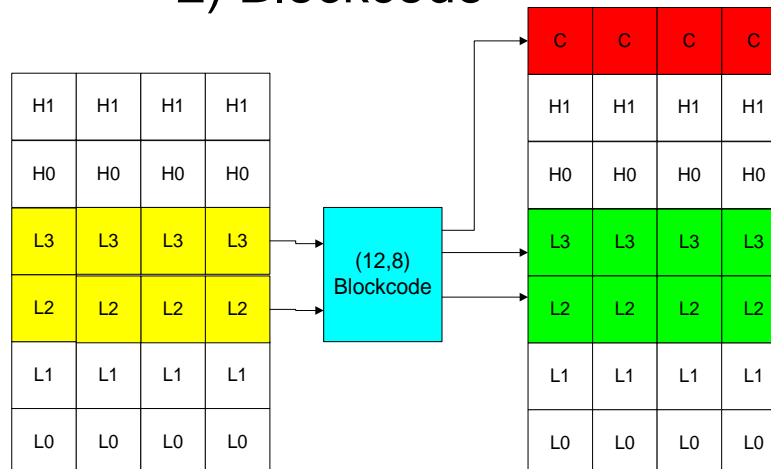 2) Blockcode
C C C C
H1 H1 H1 H1
H1 H1 H1 H1
H0 H0 H0 H0
H0 H0 H0 H0
L3 L3 L3 L3
(12,8)
Blockcode
L3 L3 L3 L3
L2 L2 L2 L2
L2 L2 L2 L2
L1 L1 L1 L1
L1 L1 L1 L1
L0 L0 L0 L0
L0 L0 L0 L0